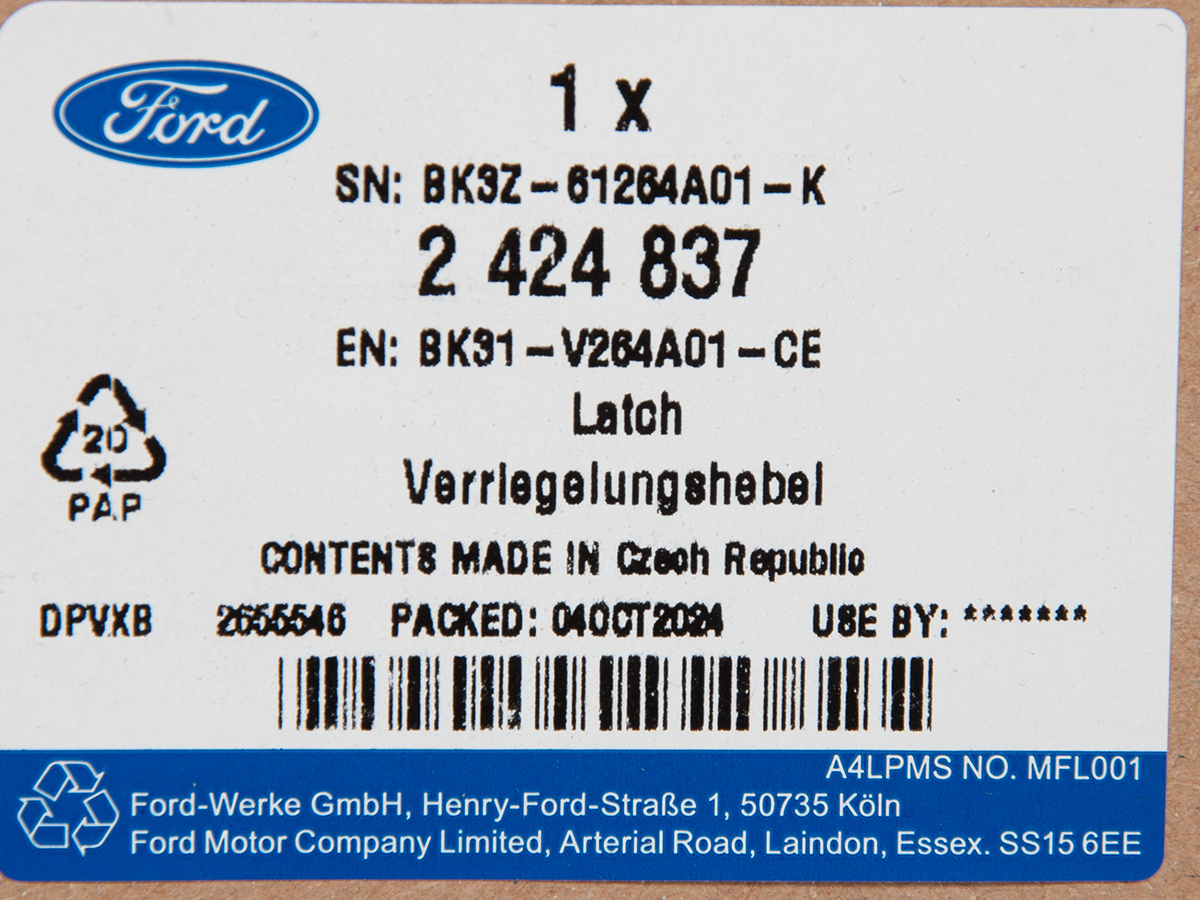 Ford
1 x
SN: BK3Z-61264A01-K
2 424 837
EN: BK31-V264A01-CE
Latch
Verriegelungshebel
20
PAP
CONTENTS MADE IN Czech Republic
DPVXB 2655546 PACKED: 04OCT2024 USE BY: *******
A4LPMS NO. MFL001
Ford-Werke GmbH, Henry-Ford-Straße 1, 50735 Köln
Ford Motor Company Limited, Arterial Road, Laindon, Essex. SS15 6EE